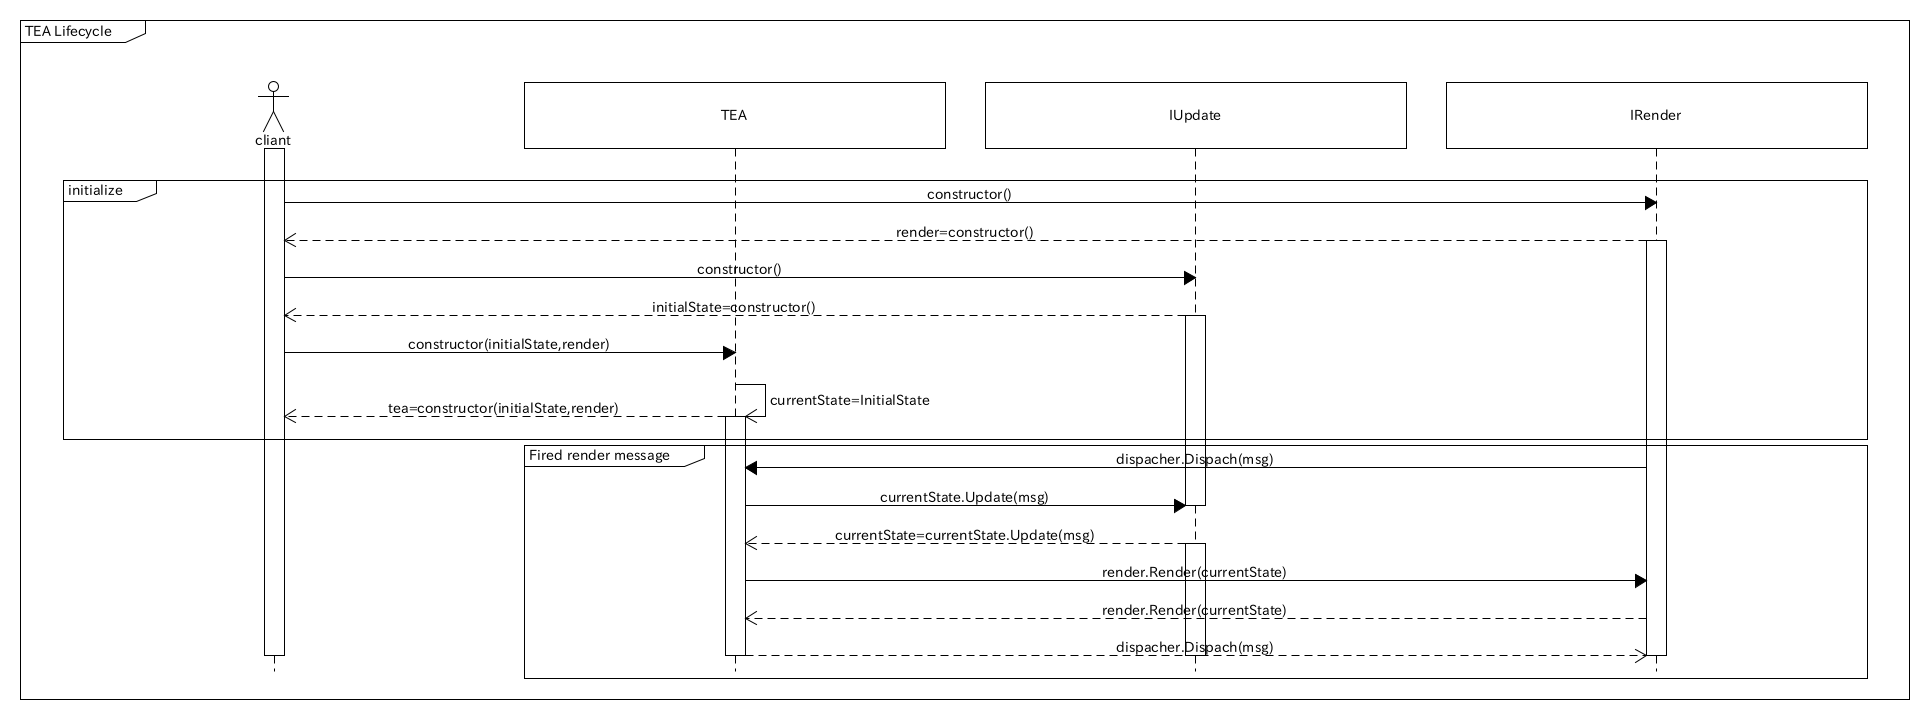 TEA Lifecycle
cliant
TEA
IUpdate
IRender
initialize
constructor()
render=constructor()
constructor()
initialState=constructor()
constructor(initialState,render)
currentState=InitialState
tea=constructor(initialState,render)
Fired render message
dispacher.Dispach(msg)
currentState.Update(msg)
currentState=currentState.Update(msg)
render.Render(currentState)
render.Render(currentState)
dispacher.Dispach(msg)